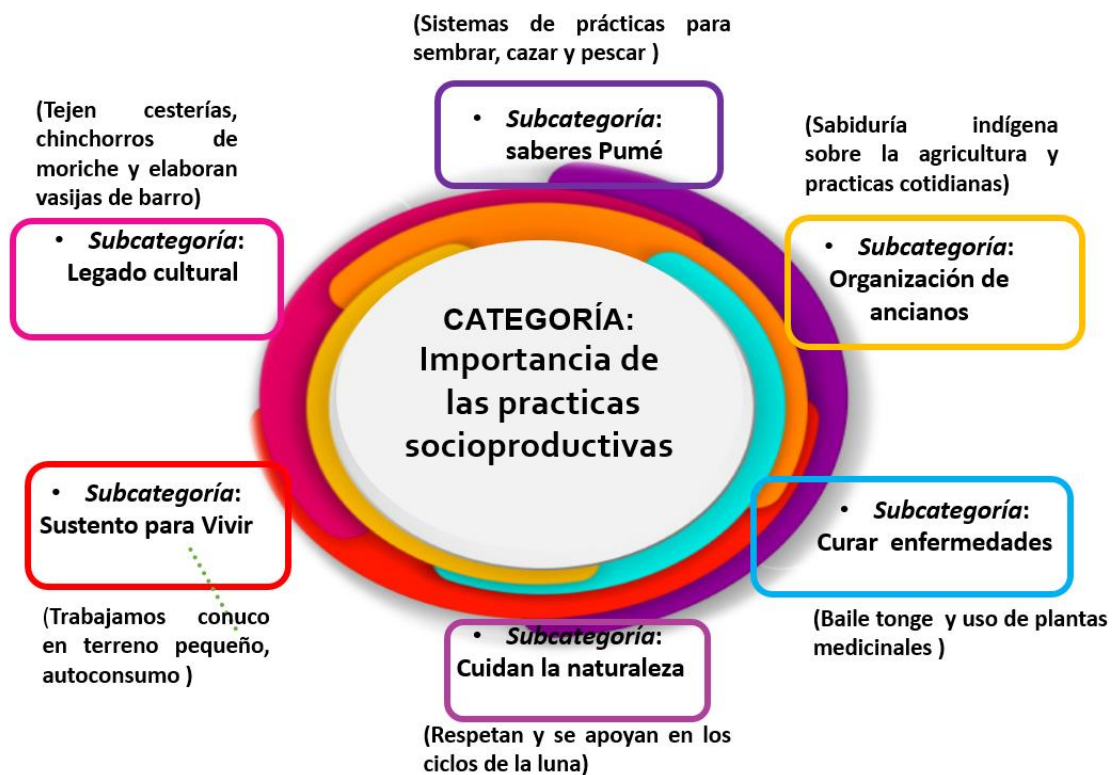 (Sistemas de prácticas para
sembrar, cazar y pescar )
• Subcategoría:
saberes Pumé
(Tejen cesterías,
chinchorros de
moriche y elaboran
vasijas de barro)
• Subcategoría:
Legado cultural
(Sabiduría indígena
sobre la agricultura y
practicas cotidianas)
• Subcategoría:
Organización de
ancianos
CATEGORÍA:
Importancia de
las practicas
socioproductivas
• Subcategoría:
Sustento para Vivir
(Trabajamos conuco
en terreno pequeño,
autoconsumo )
• Subcategoría:
Curar enfermedades
(Baile tonge y uso de plantas
medicinales )
• Subcategoría:
Cuidan la naturaleza
(Respetan y se apoyan en los
ciclos de la luna)